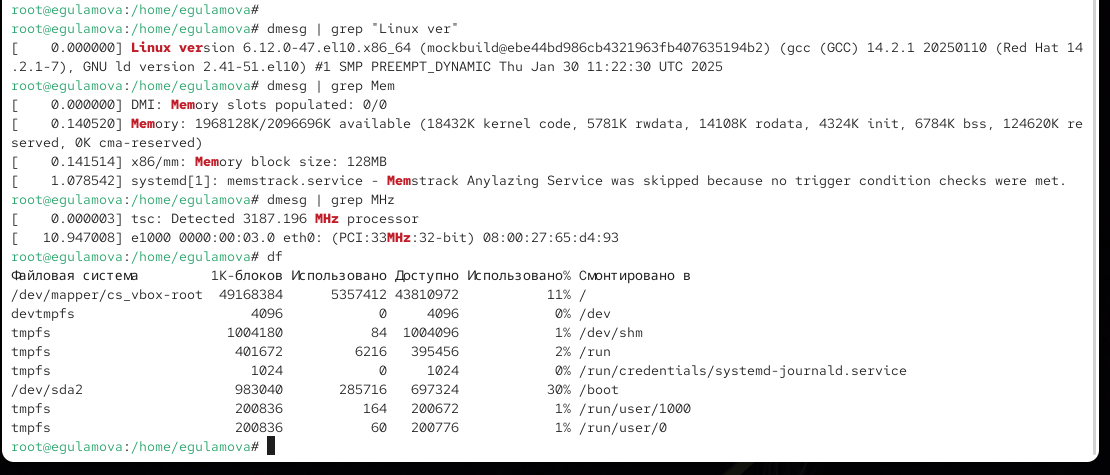 root@egulamova:/home/egulamova#
root@egulamova:/home/egulamova# dmesg | grep "Linux ver"
[    0.000000] Linux version 6.12.0-47.el10.x86_64 (mockbuild@ebe44bd986cb4321963fb407635194b2) (gcc (GCC) 14.2.1 20250110 (Red Hat 14
.2.1-7), GNU ld version 2.41-51.el10) #1 SMP PREEMPT_DYNAMIC Thu Jan 30 11:22:30 UTC 2025
root@egulamova:/home/egulamova# dmesg | grep Mem
[    0.000000] DMI: Memory slots populated: 0/0
[    0.140520] Memory: 1968128K/2096696K available (18432K kernel code, 5781K rwdata, 14108K rodata, 4324K init, 6784K bss, 124620K re
served, 0K cma-reserved)
[    0.141514] x86/mm: Memory block size: 128MB
[    1.078542] systemd[1]: memstrack.service - Memstrack Anylazing Service was skipped because no trigger condition checks were met.
root@egulamova:/home/egulamova# dmesg | grep MHz
[    0.000003] tsc: Detected 3187.196 MHz processor
[   10.947008] e1000 0000:00:03.0 eth0: (PCI:33MHz:32-bit) 08:00:27:65:d4:93
root@egulamova:/home/egulamova# df
Файловая система         1K-блоков Использовано Доступно Использовано% Cмонтировано в
/dev/mapper/cs_vbox-root  49168384      5357412 43810972           11% /
devtmpfs                      4096            0     4096            0% /dev
tmpfs                      1004180           84  1004096            1% /dev/shm
tmpfs                       401672         6216   395456            2% /run
tmpfs                         1024            0     1024            0% /run/credentials/systemd-journald.service
/dev/sda2                   983040       285716   697324           30% /boot
tmpfs                       200836          164   200672            1% /run/user/1000
tmpfs                       200836           60   200776            1% /run/user/0
root@egulamova:/home/egulamova#